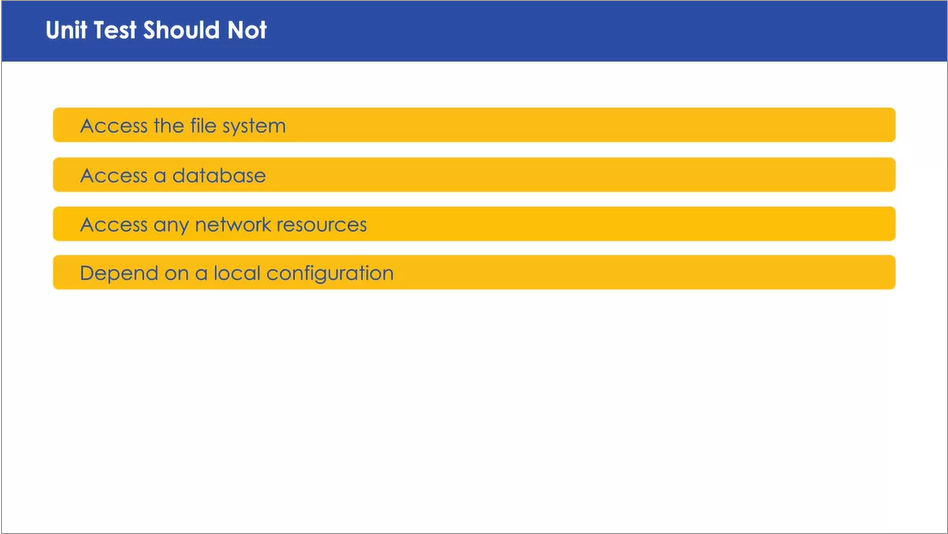 Unit Test Should Not
Access the file system
Access a database
Access any network resources
Depend on a local configuration